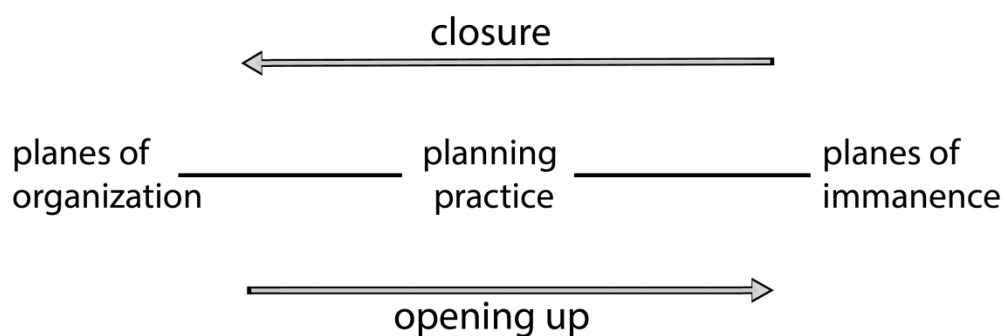 closure
planes of
organization
planning
practice
planes of
immanence
opening up